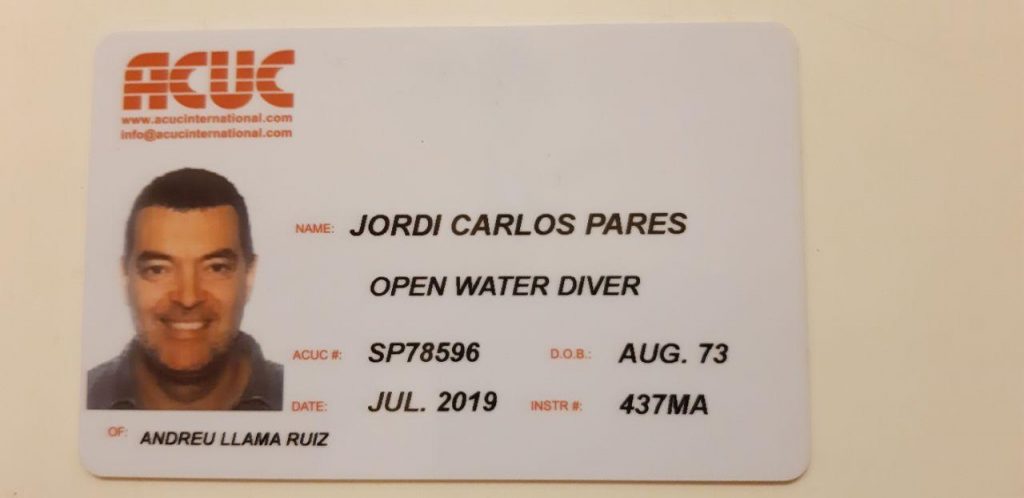 ACUC
www.acucinternational.com
info@acucinternational.com
NAME: JORDI CARLOS PARES
OPEN WATER DIVER
ACUC #: SP78596 D.O.B.: AUG. 73
DATE: JUL. 2019 INSTR #: 437MA
OF: ANDREU LLAMA RUIZ